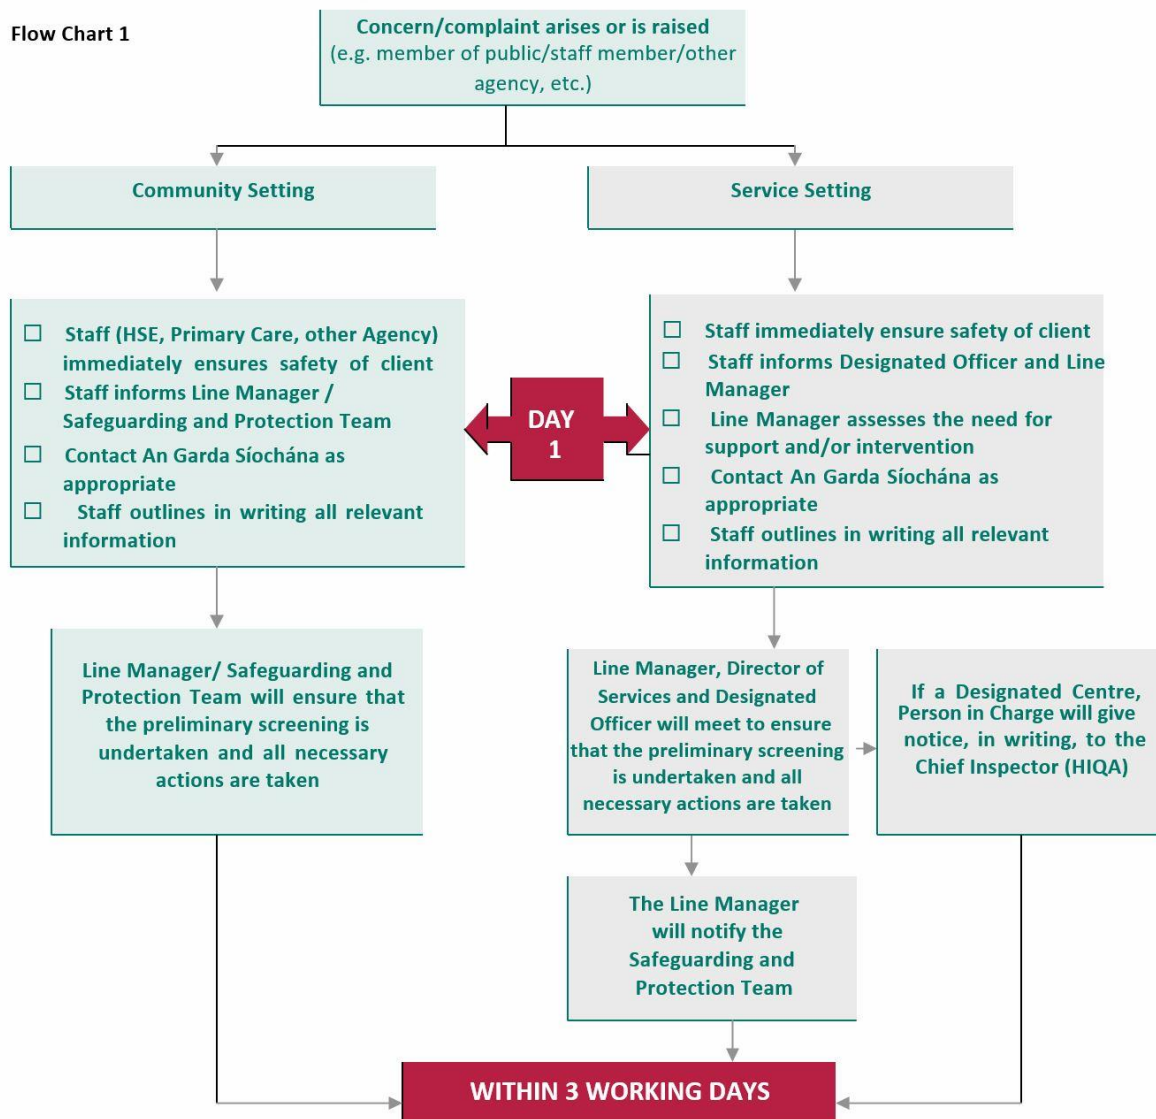 Flow Chart 1
Concern/complaint arises or is raised
(e.g. member of public/staff member/other
agency, etc.)
Community Setting
Service Setting
☐ Staff (HSE, Primary Care, other Agency)
immediately ensures safety of client
☐ Staff informs Line Manager /
Safeguarding and Protection Team
☐ Contact An Garda Síochána as
appropriate
☐ Staff outlines in writing all relevant
information
DAY
1
☐ Staff immediately ensure safety of client
☐ Staff informs Designated Officer and Line
Manager
☐ Line Manager assesses the need for
support and/or intervention
☐ Contact An Garda Síochána as
appropriate
☐ Staff outlines in writing all relevant
information
Line Manager/ Safeguarding and
Protection Team will ensure that
the preliminary screening is
undertaken and all necessary
actions are taken
Line Manager, Director of
Services and Designated
Officer will meet to ensure
that the preliminary screening
is undertaken and all
necessary actions are taken
If a Designated Centre,
Person in Charge will give
notice, in writing, to the
Chief Inspector (HIQA)
The Line Manager
will notify the
Safeguarding and
Protection Team
WITHIN 3 WORKING DAYS